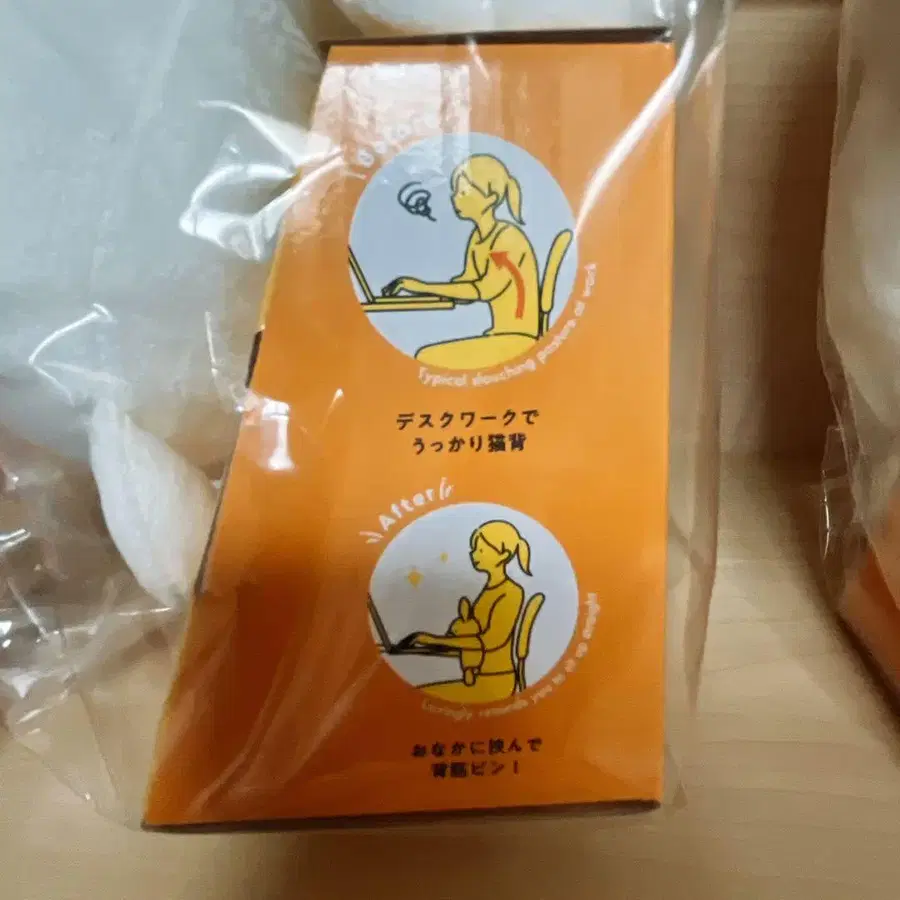 Typical slouching posture at work
デスクワークで
うっかり猫背
After
Lovingly reminds you to sit up straight
おなかに挟んで
背筋ピン！